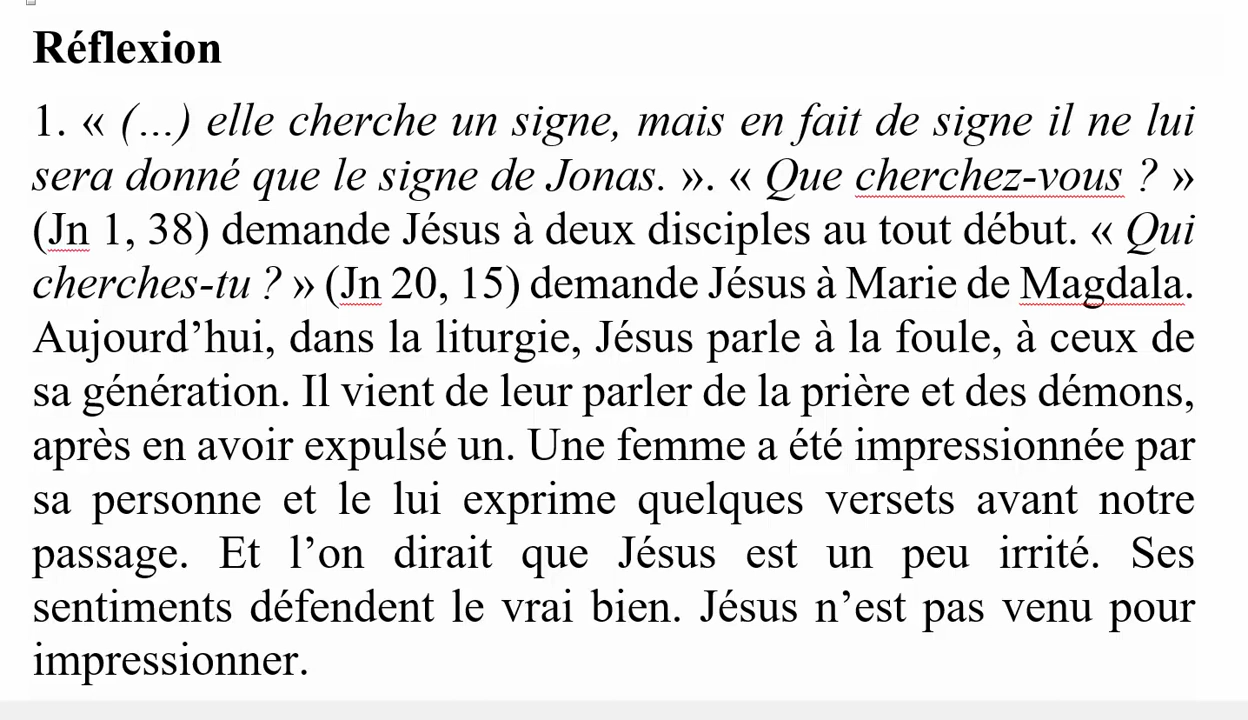 Réflexion
1. « (...) elle cherche un signe, mais en fait de signe il ne lui
sera donné que le signe de Jonas. ». « Que cherchez-vous ? »
(Jn 1, 38) demande Jésus à deux disciples au tout début. « Qui
cherches-tu ? » (Jn 20, 15) demande Jésus à Marie de Magdala.
Aujourd’hui, dans la liturgie, Jésus parle à la foule, à ceux de
sa génération. Il vient de leur parler de la prière et des démons,
après en avoir expulsé un. Une femme a été impressionnée par
sa personne et le lui exprime quelques versets avant notre
passage. Et l’on dirait que Jésus est un peu irrité. Ses
sentiments défendent le vrai bien. Jésus n’est pas venu pour
impressionner.